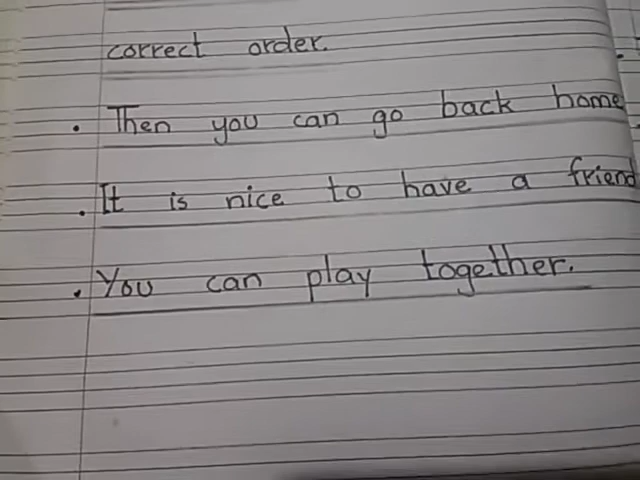 correct order.
. Then you can go back home
. It is nice to have a friend
. You can play together.